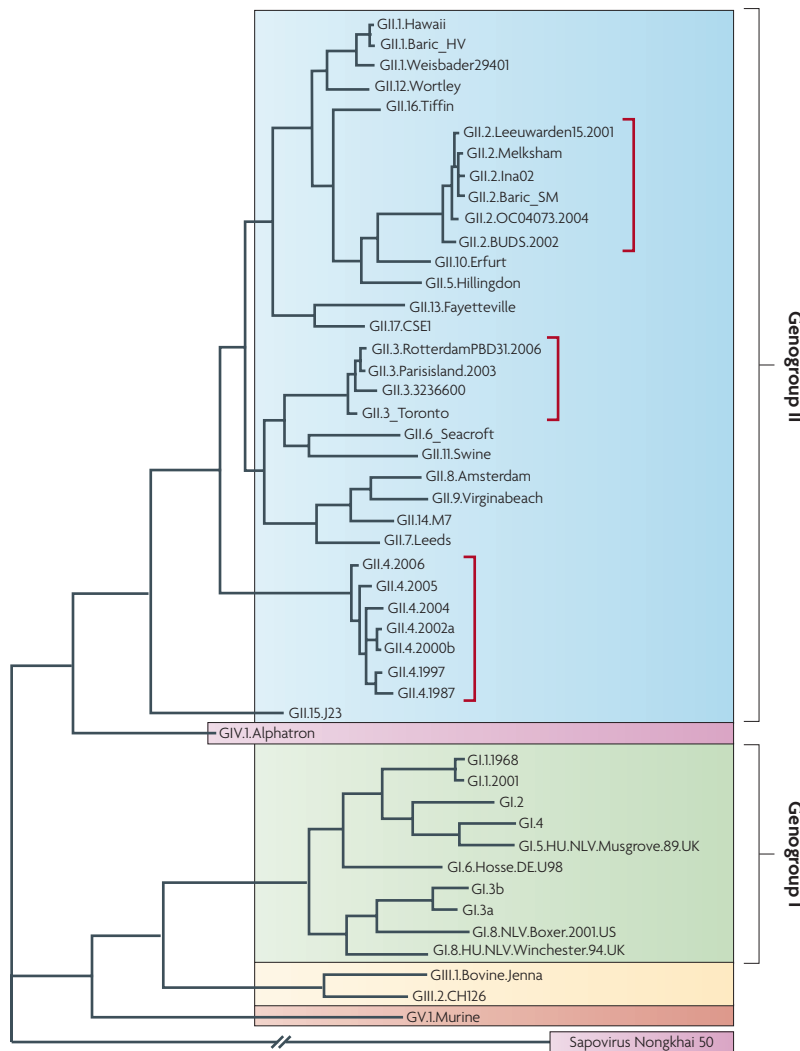 GII.1.Hawaii
GII.1.Baric_HV
GII.1.Weisbader29401
GII.12.Wortley
GII.16.Tiffin
GII.2.Leeuwarden15.2001
GII.2.Melksham
GII.2.Ina02
GII.2.Baric_SM
GII.2.OC04073.2004
GII.2.BUDS.2002
GII.10.Erfurt
GII.5.Hillingdon
GII.13.Fayetteville
GII.17.CSE1
GII.3.RotterdamPBD31.2006
GII.3.Parisisland.2003
GII.3.3236600
GII.3_Toronto
GII.6_Seacroft
GII.11.Swine
GII.8.Amsterdam
GII.9.Virginabeach
GII.14.M7
GII.7.Leeds
GII.4.2006
GII.4.2005
GII.4.2004
GII.4.2002a
GII.4.2000b
GII.4.1997
GII.4.1987
GII.15.J23
Genogroup II
GIV.1.Alphatron
GI.1.1968
GI.1.2001
GI.2
GI.4
GI.5.HU.NLV.Musgrove.89.UK
GI.6.Hosse.DE.U98
GI.3b
GI.3a
GI.8.NLV.Boxer.2001.US
GI.8.HU.NLV.Winchester.94.UK
Genogroup I
GIII.1.Bovine.Jenna
GIII.2.CH126
GV.1.Murine
Sapovirus Nongkhai 50